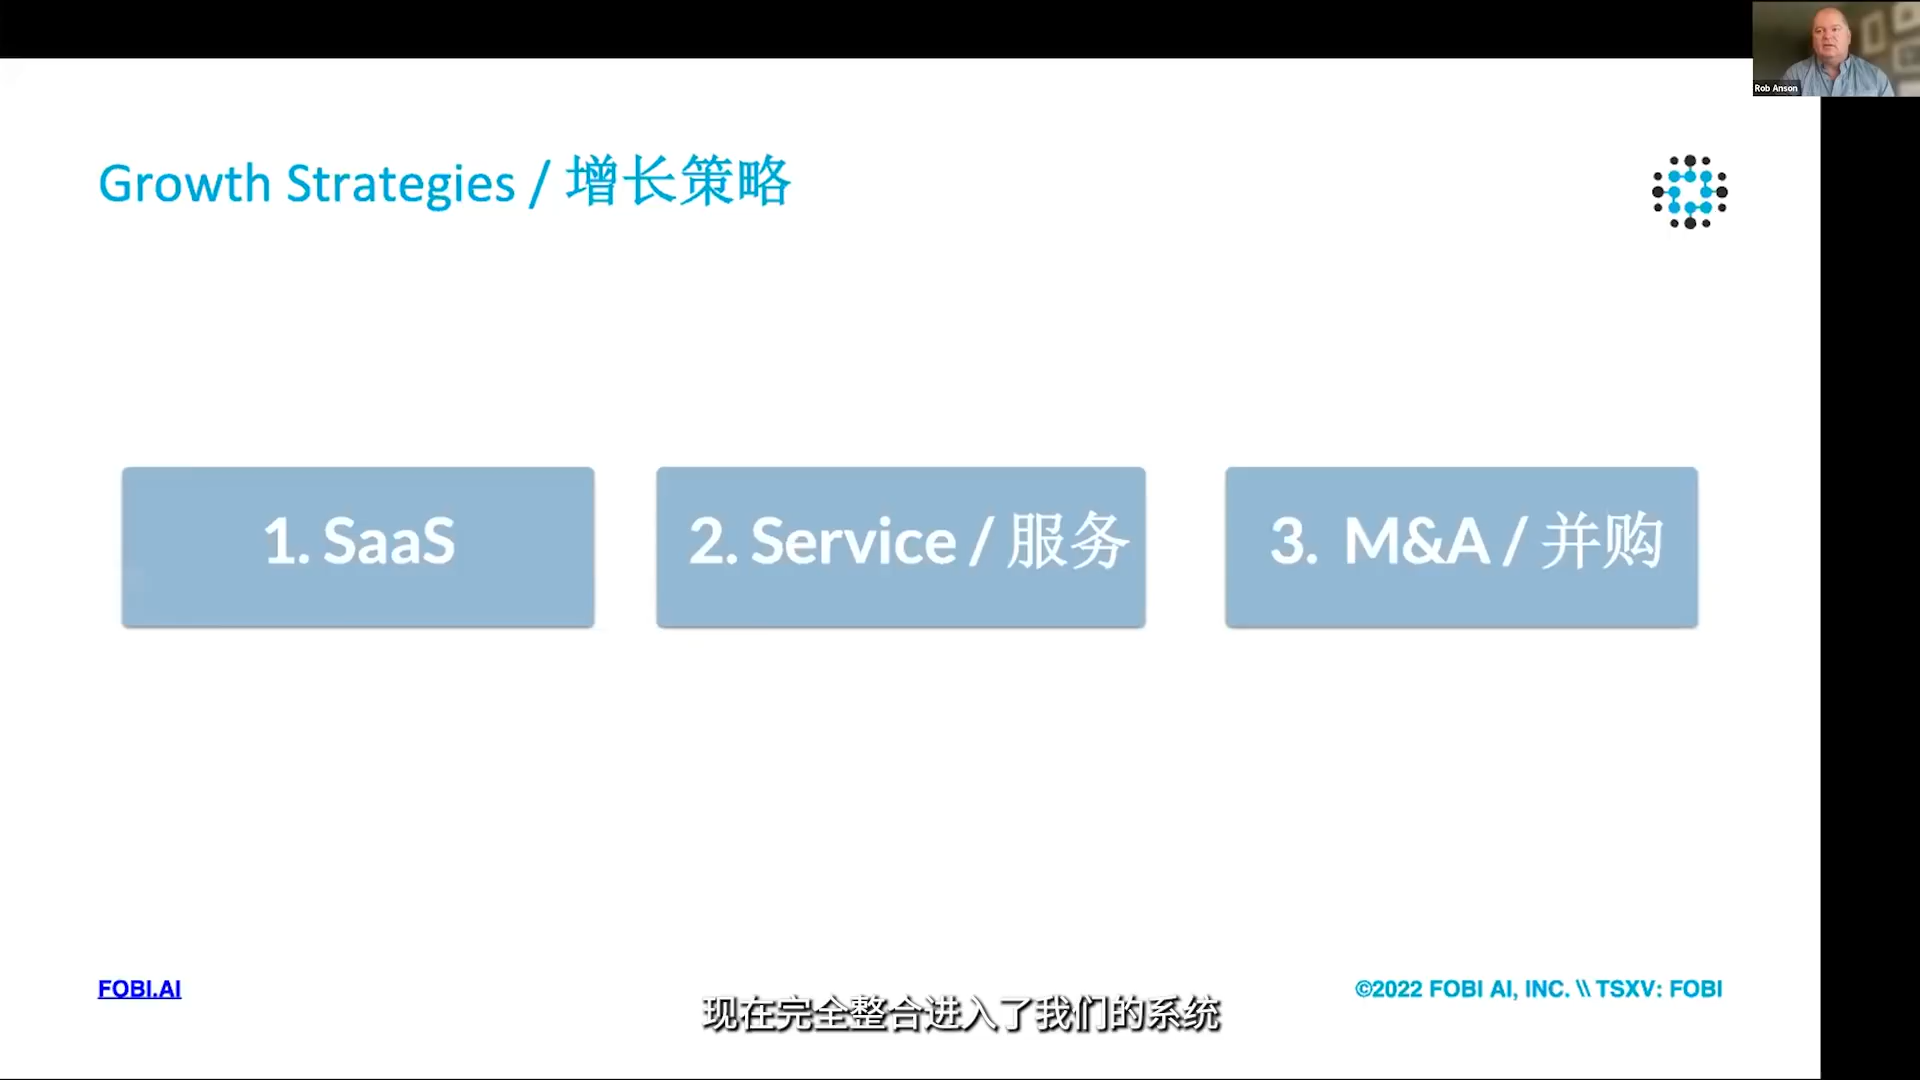 Rob Anson
Growth Strategies / 增长策略
1. SaaS
2. Service / 服务
3. M&A / 并购
FOBI.AI
©2022 FOBI AI, INC. \\ TSXV: FOBI
现在完全整合进入了我们的系统